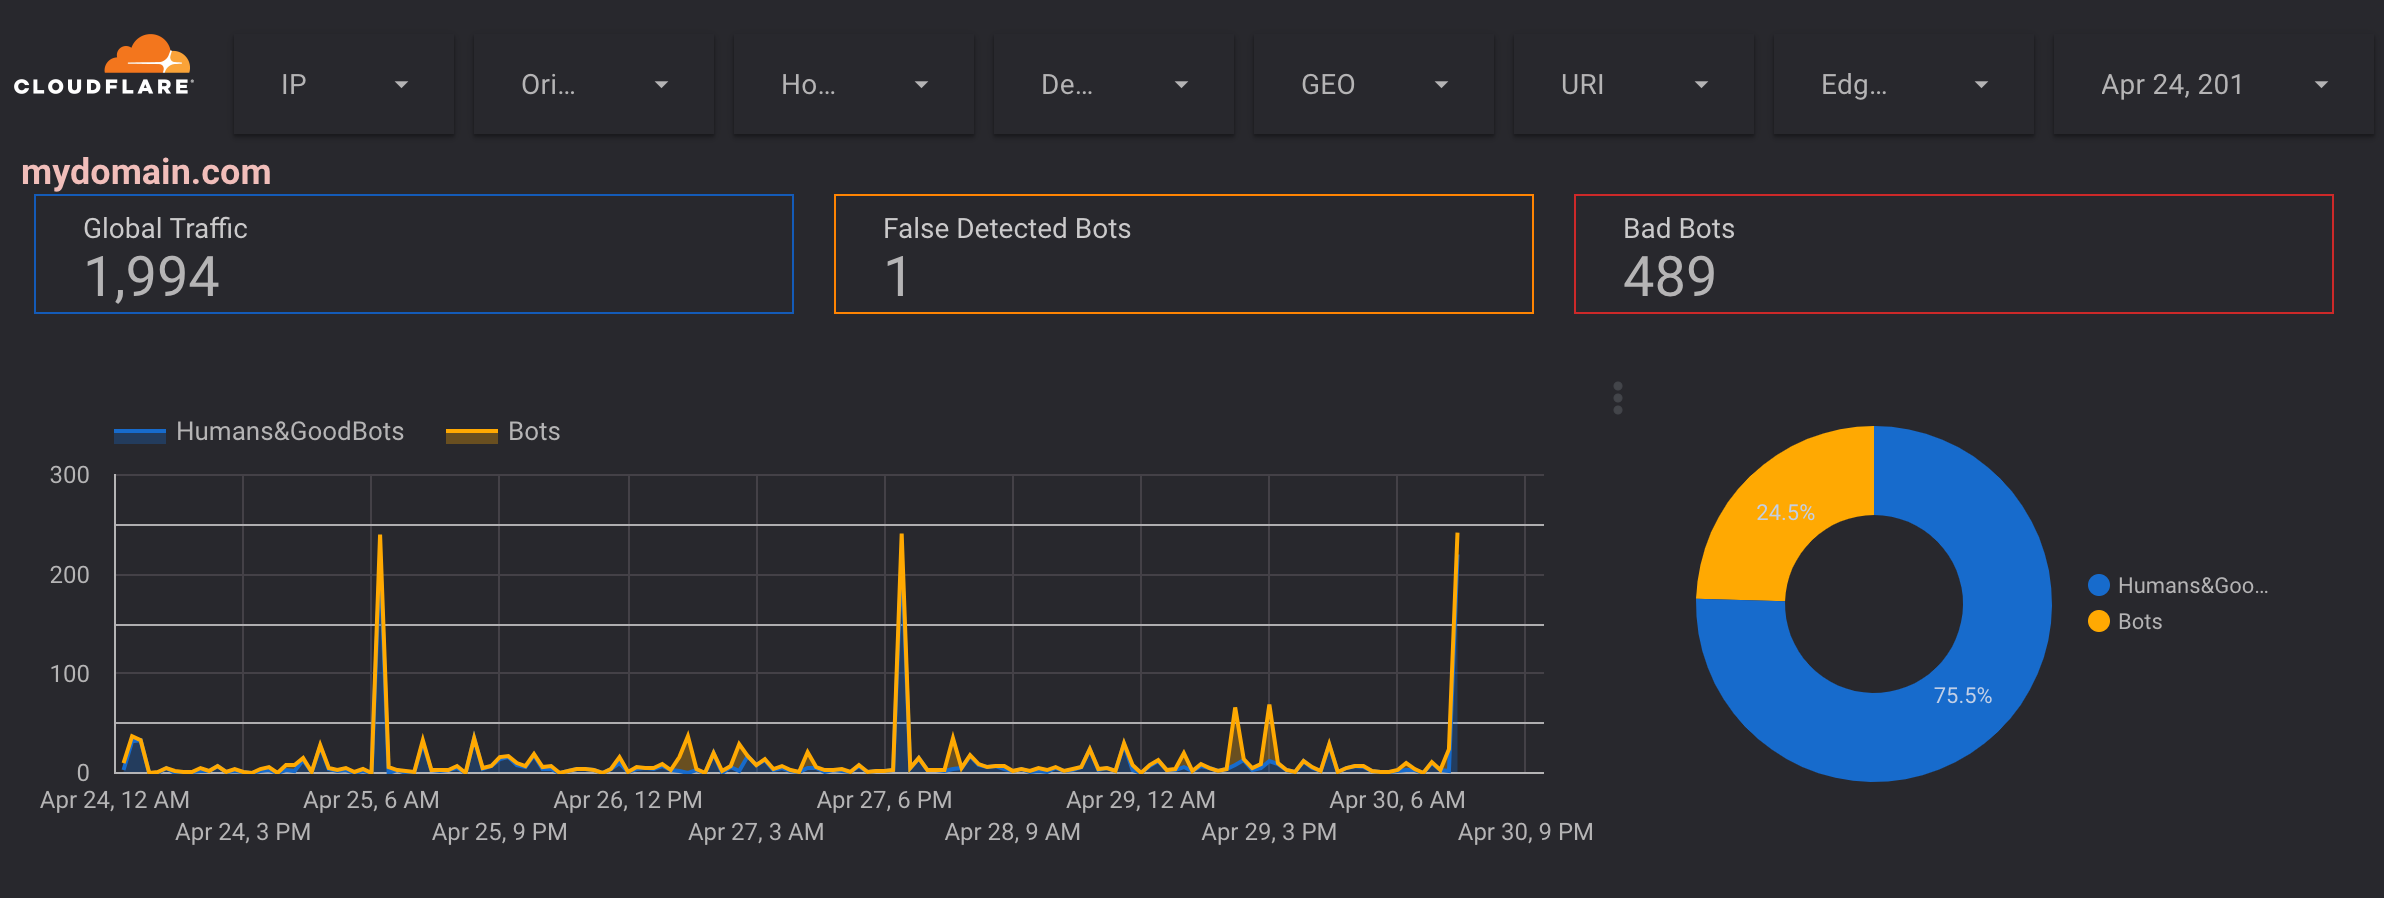 CLOUDFLARE
IP
Ori...
Ho...
De...
GEO
URI
Edg...
Apr 24, 201
mydomain.com
Global Traffic
1,994
False Detected Bots
1
Bad Bots
489
Humans&GoodBots
Bots
300
200
100
0
Apr 24, 12 AM
Apr 24, 3 PM
Apr 25, 6 AM
Apr 25, 9 PM
Apr 26, 12 PM
Apr 27, 3 AM
Apr 27, 6 PM
Apr 28, 9 AM
Apr 29, 12 AM
Apr 29, 3 PM
Apr 30, 6 AM
Apr 30, 9 PM
24.5%
75.5%
Humans&Goo...
Bots